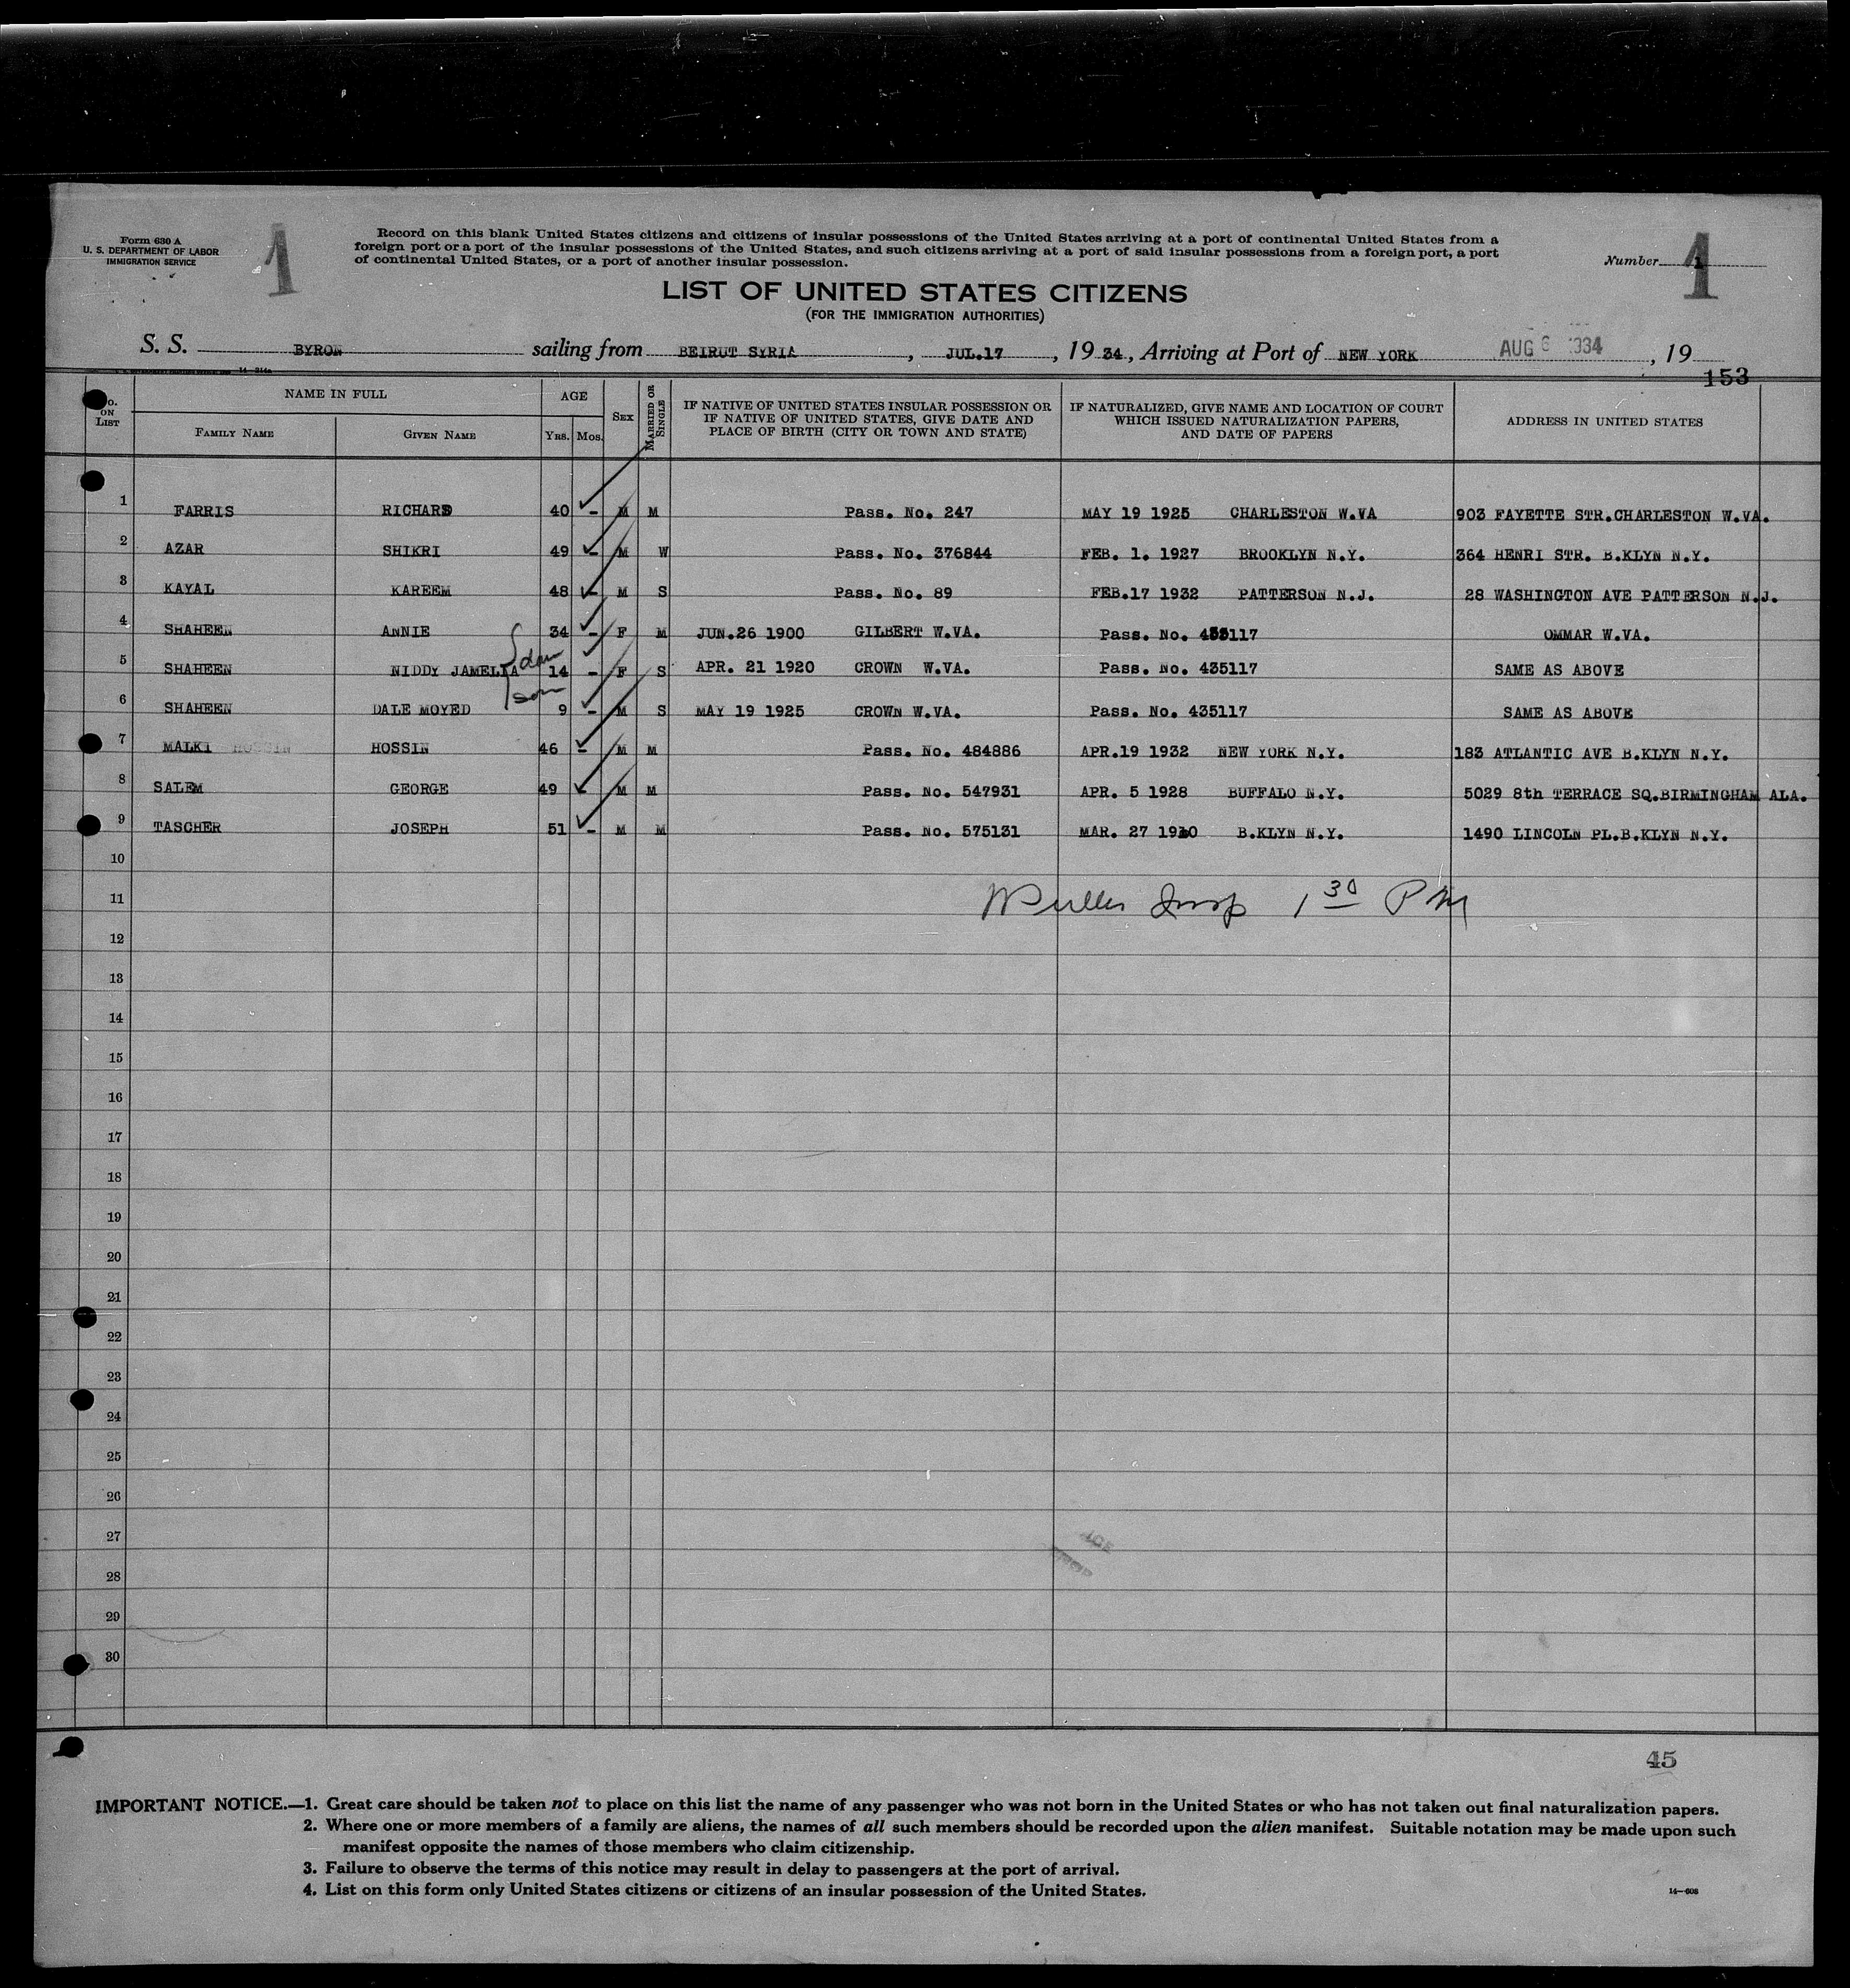 Form 630 A
U. S. DEPARTMENT OF LABOR
IMMIGRATION SERVICE
1
Record on this blank United States citizens and citizens of insular possessions of the United States arriving at a port of continental United States from a
foreign port or a port of the insular possessions of the United States, and such citizens arriving at a port of said insular possessions from a foreign port, a port
of continental United States, or a port of another insular possession.
Number 1
1
LIST OF UNITED STATES CITIZENS
(FOR THE IMMIGRATION AUTHORITIES)
S. S. BYRON sailing from BEIRUT SYRIA , JUL.17 , 19 34, Arriving at Port of NEW YORK AUG 6 1934 , 19
153
No. ON LIST NAME IN FULL AGE SEX MARRIED OR SINGLE IF NATIVE OF UNITED STATES INSULAR POSSESSION OR IF NATIVE OF UNITED STATES, GIVE DATE AND PLACE OF BIRTH (CITY OR TOWN AND STATE) IF NATURALIZED, GIVE NAME AND LOCATION OF COURT WHICH ISSUED NATURALIZATION PAPERS, AND DATE OF PAPERS ADDRESS IN UNITED STATES
FAMILY NAME GIVEN NAME YRS. MOS.
1 FARRIS RICHARD 40 - M M Pass. No. 247 MAY 19 1925 CHARLESTON W.VA 903 FAYETTE STR.CHARLESTON W.VA.
2 AZAR SHIKRI 49 - M W Pass. No. 376844 FEB. 1. 1927 BROOKLYN N.Y. 364 HENRI STR. B.KLYN N.Y.
3 KAYAL KAREEM 48 - M S Pass. No. 89 FEB.17 1932 PATTERSON N.J. 28 WASHINGTON AVE PATTERSON N.J.
4 SHAHEEN ANNIE 34 - F M JUN.26 1900 GILBERT W.VA. Pass. No. 435117 OMMAR W.VA.
5 SHAHEEN NIDDY JAMELIA dau 14 - F S APR. 21 1920 CROWN W.VA. Pass. No. 435117 SAME AS ABOVE
6 SHAHEEN DALE MOYED son 9 - M S MAY 19 1925 CROWN W.VA. Pass. No. 435117 SAME AS ABOVE
7 MALKI HOSSIN HOSSIN 46 - M M Pass. No. 484886 APR.19 1932 NEW YORK N.Y. 183 ATLANTIC AVE B.KLYN N.Y.
8 SALEM GEORGE 49 - M M Pass. No. 547931 APR. 5 1928 BUFFALO N.Y. 5029 8th TERRACE SQ.BIRMINGHAM ALA.
9 TASCHER JOSEPH 51 - M M Pass. No. 575131 MAR. 27 1910 B.KLYN N.Y. 1490 LINCOLN PL.B.KLYN N.Y.
10
11 Insp 1 30 PM
12
13
14
15
16
17
18
19
20
21
22
23
24
25
26
27
28
29
30
45
IMPORTANT NOTICE.—1. Great care should be taken not to place on this list the name of any passenger who was not born in the United States or who has not taken out final naturalization papers.
2. Where one or more members of a family are aliens, the names of all such members should be recorded upon the alien manifest. Suitable notation may be made upon such
manifest opposite the names of those members who claim citizenship.
3. Failure to observe the terms of this notice may result in delay to passengers at the port of arrival.
4. List on this form only United States citizens or citizens of an insular possession of the United States.
14—608